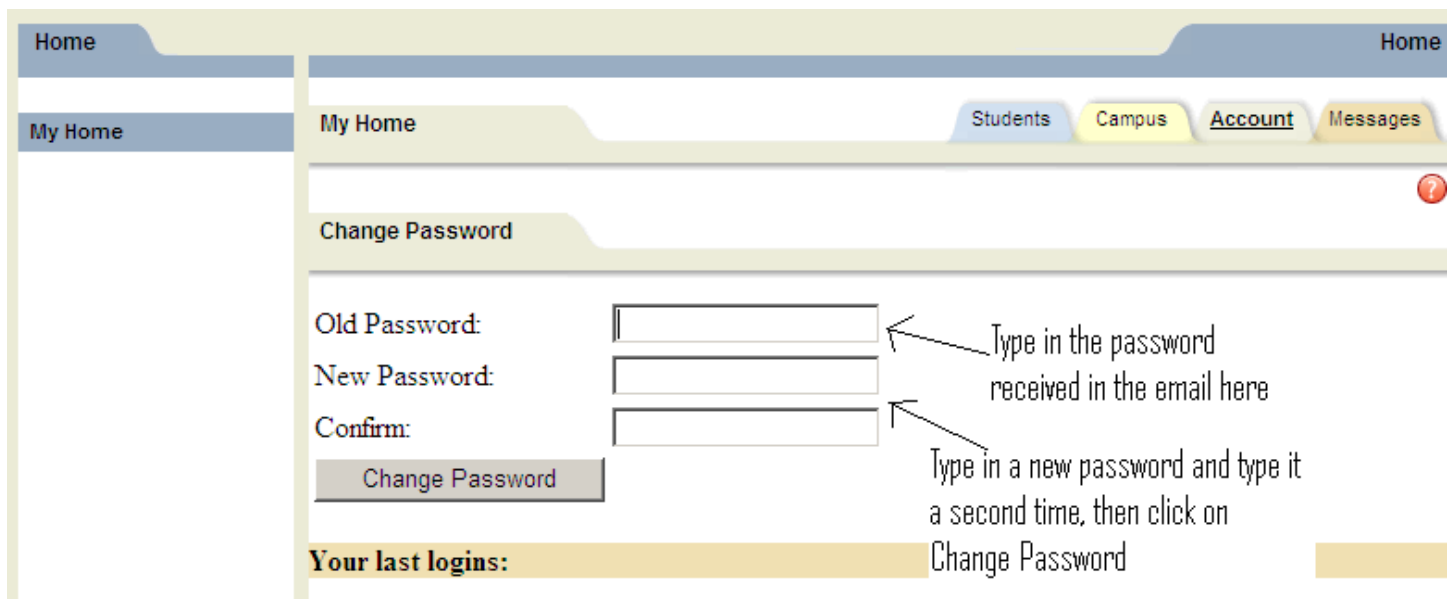 Home
Home
My Home
My Home
Students
Campus
Account
Messages
?
Change Password
Old Password:
Type in the password
received in the email here
New Password:
Confirm:
Type in a new password and type it
a second time, then click on
Change Password
Change Password
Your last logins: